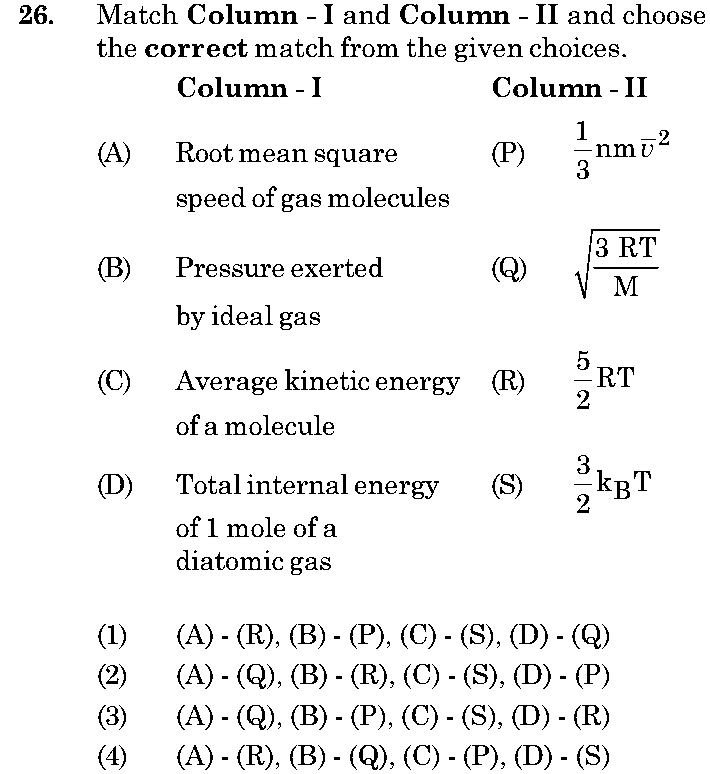 26. Match Column - I and Column - II and choose
the correct match from the given choices.
Column - I Column - II
(A) Root mean square (P) 1/3 nm v̅²
speed of gas molecules
(B) Pressure exerted (Q) √(3 RT/M)
by ideal gas
(C) Average kinetic energy (R) 5/2 RT
of a molecule
(D) Total internal energy (S) 3/2 k_BT
of 1 mole of a
diatomic gas
(1) (A) - (R), (B) - (P), (C) - (S), (D) - (Q)
(2) (A) - (Q), (B) - (R), (C) - (S), (D) - (P)
(3) (A) - (Q), (B) - (P), (C) - (S), (D) - (R)
(4) (A) - (R), (B) - (Q), (C) - (P), (D) - (S)